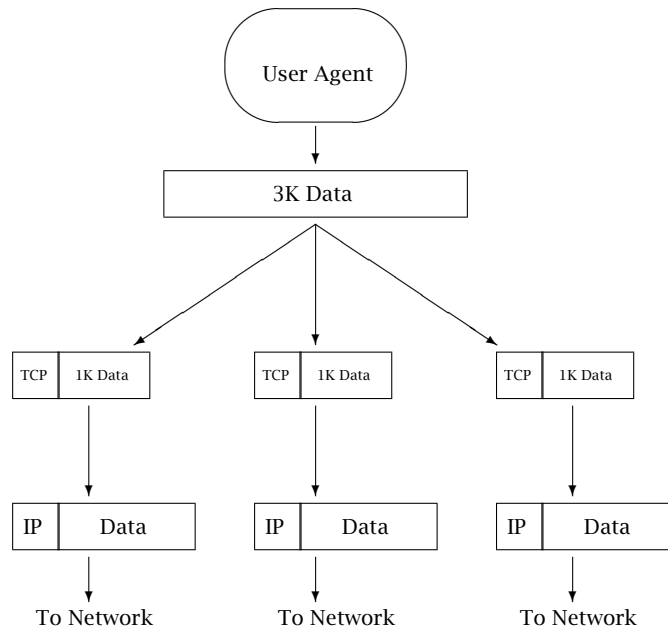 User Agent
3K Data
TCP 1K Data TCP 1K Data TCP 1K Data
IP Data IP Data IP Data
To Network To Network To Network